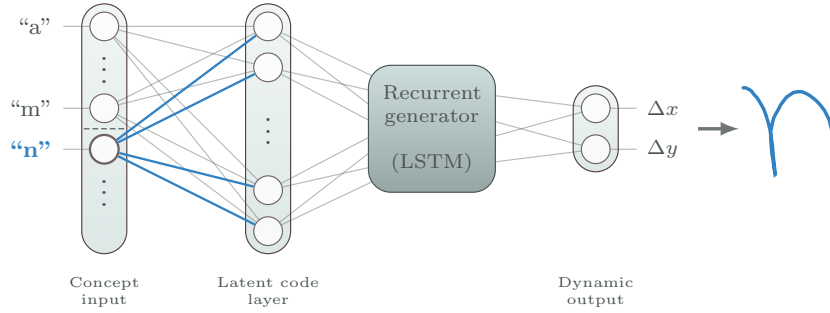 “a”
“m”
“n”
Recurrent
generator
(LSTM)
Δx
Δy
Concept
input
Latent code
layer
Dynamic
output